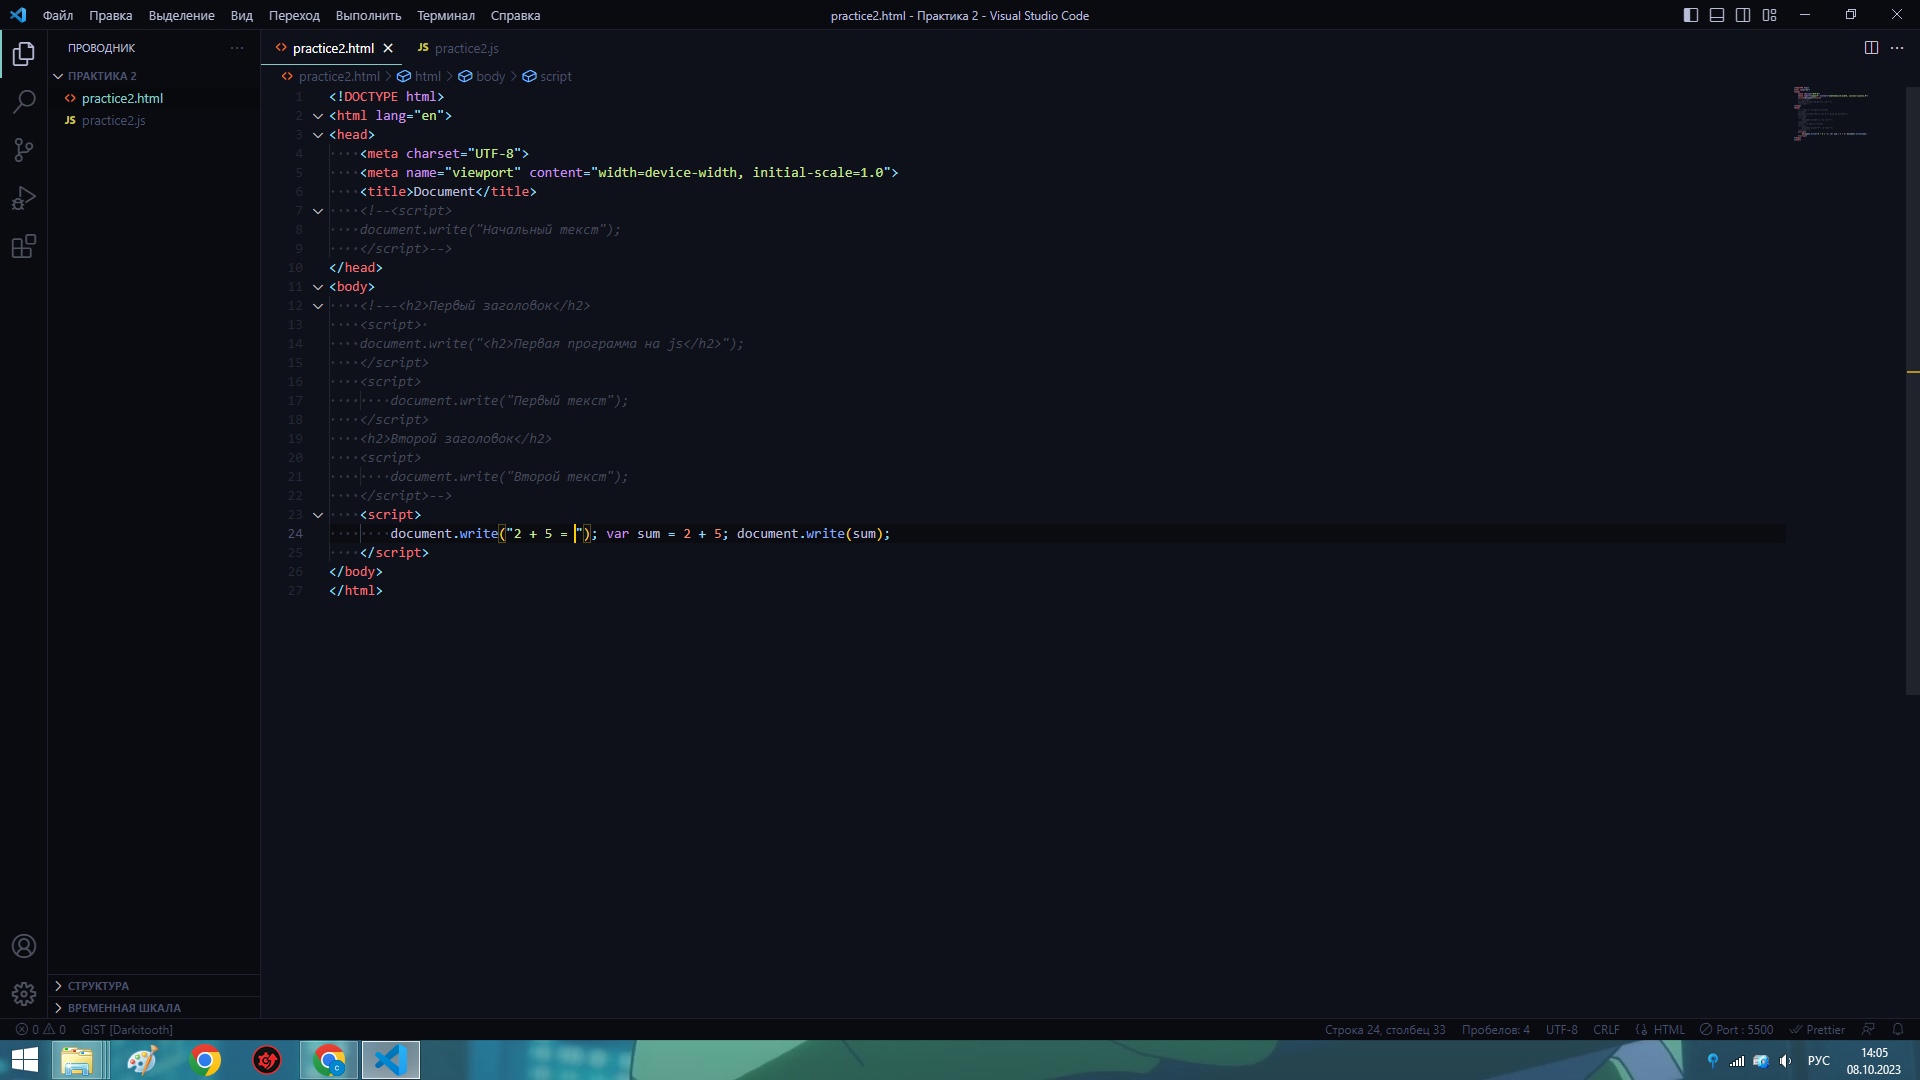 Файл Правка Выделение Вид Переход Выполнить Терминал Справка
practice2.html - Практика 2 - Visual Studio Code
ПРОВОДНИК
ПРАКТИКА 2
practice2.html
JS practice2.js
practice2.html
JS practice2.js
practice2.html > html > body > script
1 <!DOCTYPE html>
2 <html lang="en">
3 <head>
4 ····<meta charset="UTF-8">
5 ····<meta name="viewport" content="width=device-width, initial-scale=1.0">
6 ····<title>Document</title>
7 ····<!--<script>
8 ····document.write("Начальный текст");
9 ····</script>-->
10 </head>
11 <body>
12 ····<!---<h2>Первый заголовок</h2>
13 ····<script>·
14 ····document.write("<h2>Первая программа на js</h2>");
15 ····</script>
16 ····<script>
17 ········document.write("Первый текст");
18 ····</script>
19 ····<h2>Второй заголовок</h2>
20 ····<script>
21 ········document.write("Второй текст");
22 ····</script>-->
23 ····<script>
24 ········document.write("2 + 5 = "); var sum = 2 + 5; document.write(sum);
25 ····</script>
26 </body>
27 </html>
СТРУКТУРА
ВРЕМЕННАЯ ШКАЛА
0 0 GIST [Darkitooth]
Строка 24, столбец 33 Пробелов: 4 UTF-8 CRLF HTML Port : 5500 Prettier
РУС
14:05
08.10.2023